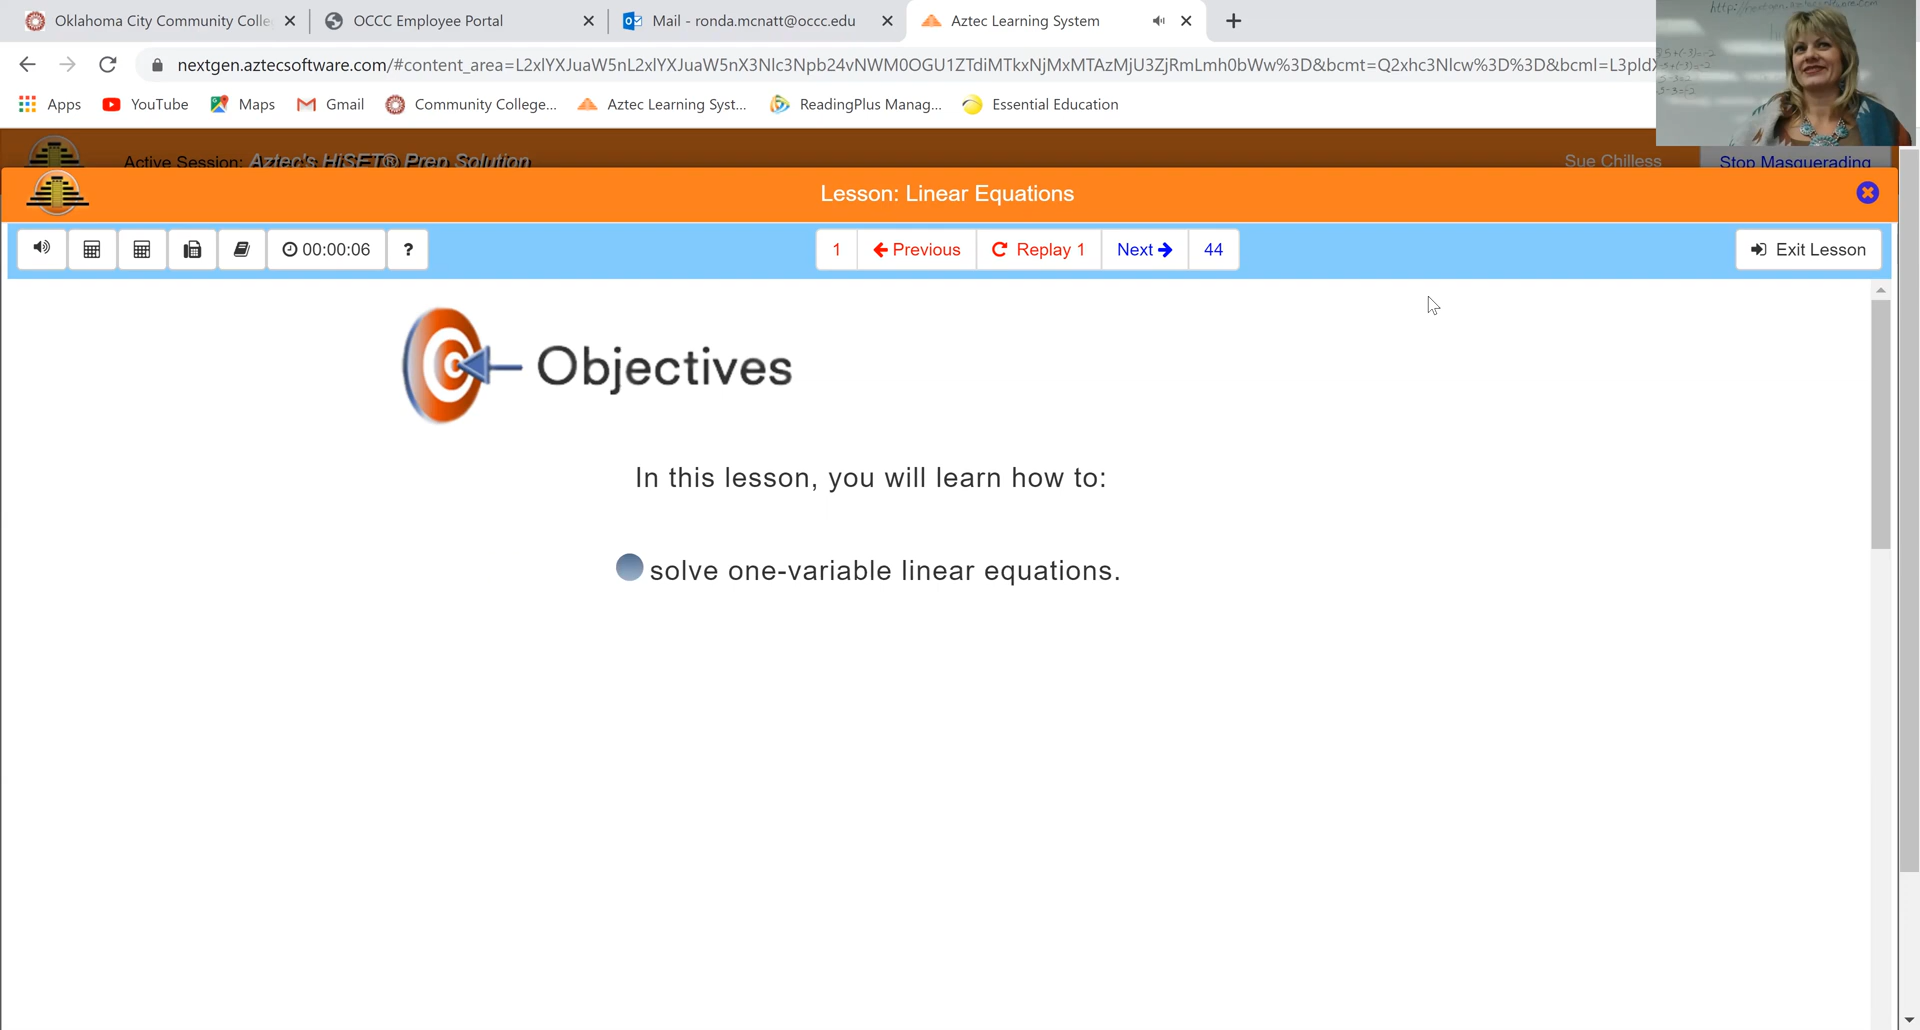 Oklahoma City Community Colle
OCCC Employee Portal
Mail - ronda.mcnatt@occc.edu
Aztec Learning System
nextgen.aztecsoftware.com/#content_area=L2xlYXJuaW5nL2xlYXJuaW5nX3Nlc3Npb24vNWM0OGU1ZTdiMTkxNjMxMTAzMjU3ZjRmLmh0bWw%3D&bcmt=Q2xhc3Nlcw%3D%3D&bcml=L3pldX
Apps
YouTube
Maps
Gmail
Community College...
Aztec Learning Syst...
ReadingPlus Manag...
Essential Education
Active Session: Aztec's HiSET® Prep Solution
Sue Chilless
Stop Masquerading
Lesson: Linear Equations
00:00:06
?
1
Previous
Replay 1
Next
44
Exit Lesson
Objectives
In this lesson, you will learn how to:
solve one-variable linear equations.